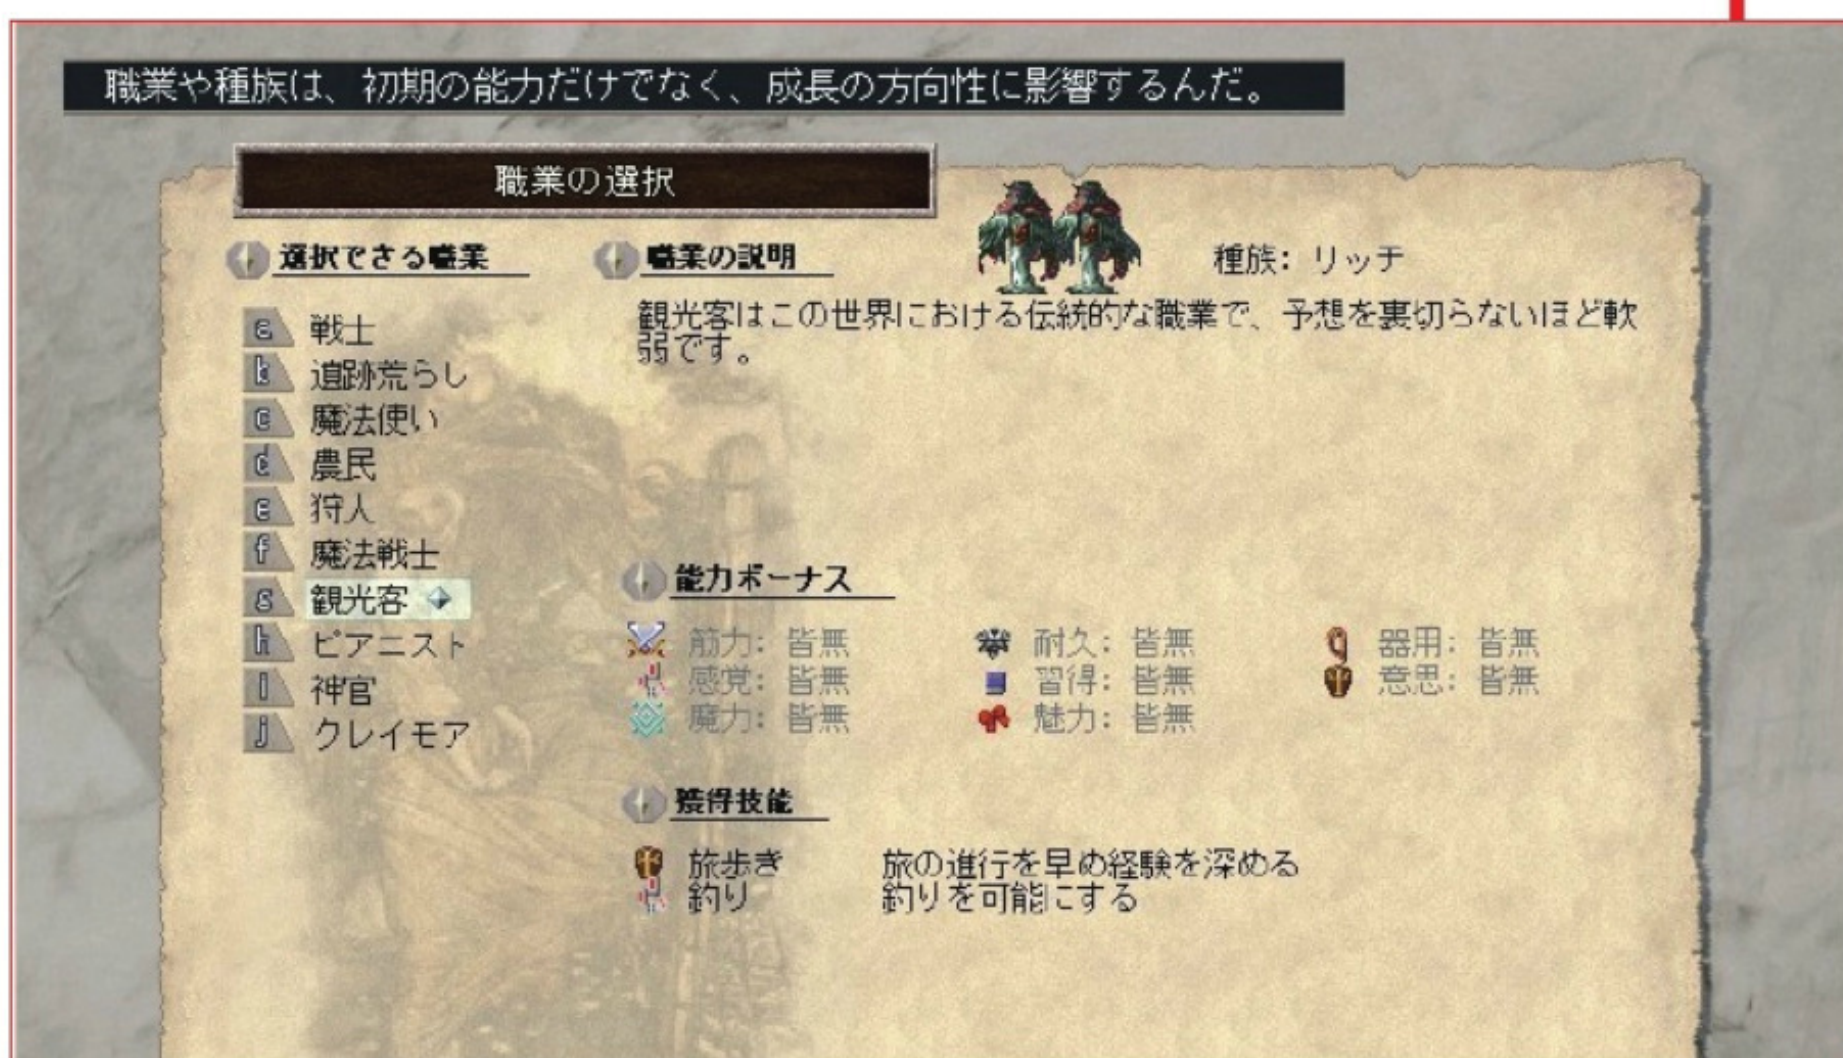 職業や種族は、初期の能力だけでなく、成長の方向性に影響するんだ。
職業の選択
選択できる職業
a 戦士
b 遺跡荒らし
c 魔法使い
d 農民
e 狩人
f 魔法戦士
g 観光客
h ピアニスト
i 神官
j クレイモア
職業の説明
種族: リッチ
観光客はこの世界における伝統的な職業で、予想を裏切らないほど軟
弱です。
能力ボーナス
筋力: 皆無 耐久: 皆無 器用: 皆無
感覚: 皆無 習得: 皆無 意思: 皆無
魔力: 皆無 魅力: 皆無
獲得技能
旅歩き 旅の進行を早め経験を深める
釣り 釣りを可能にする